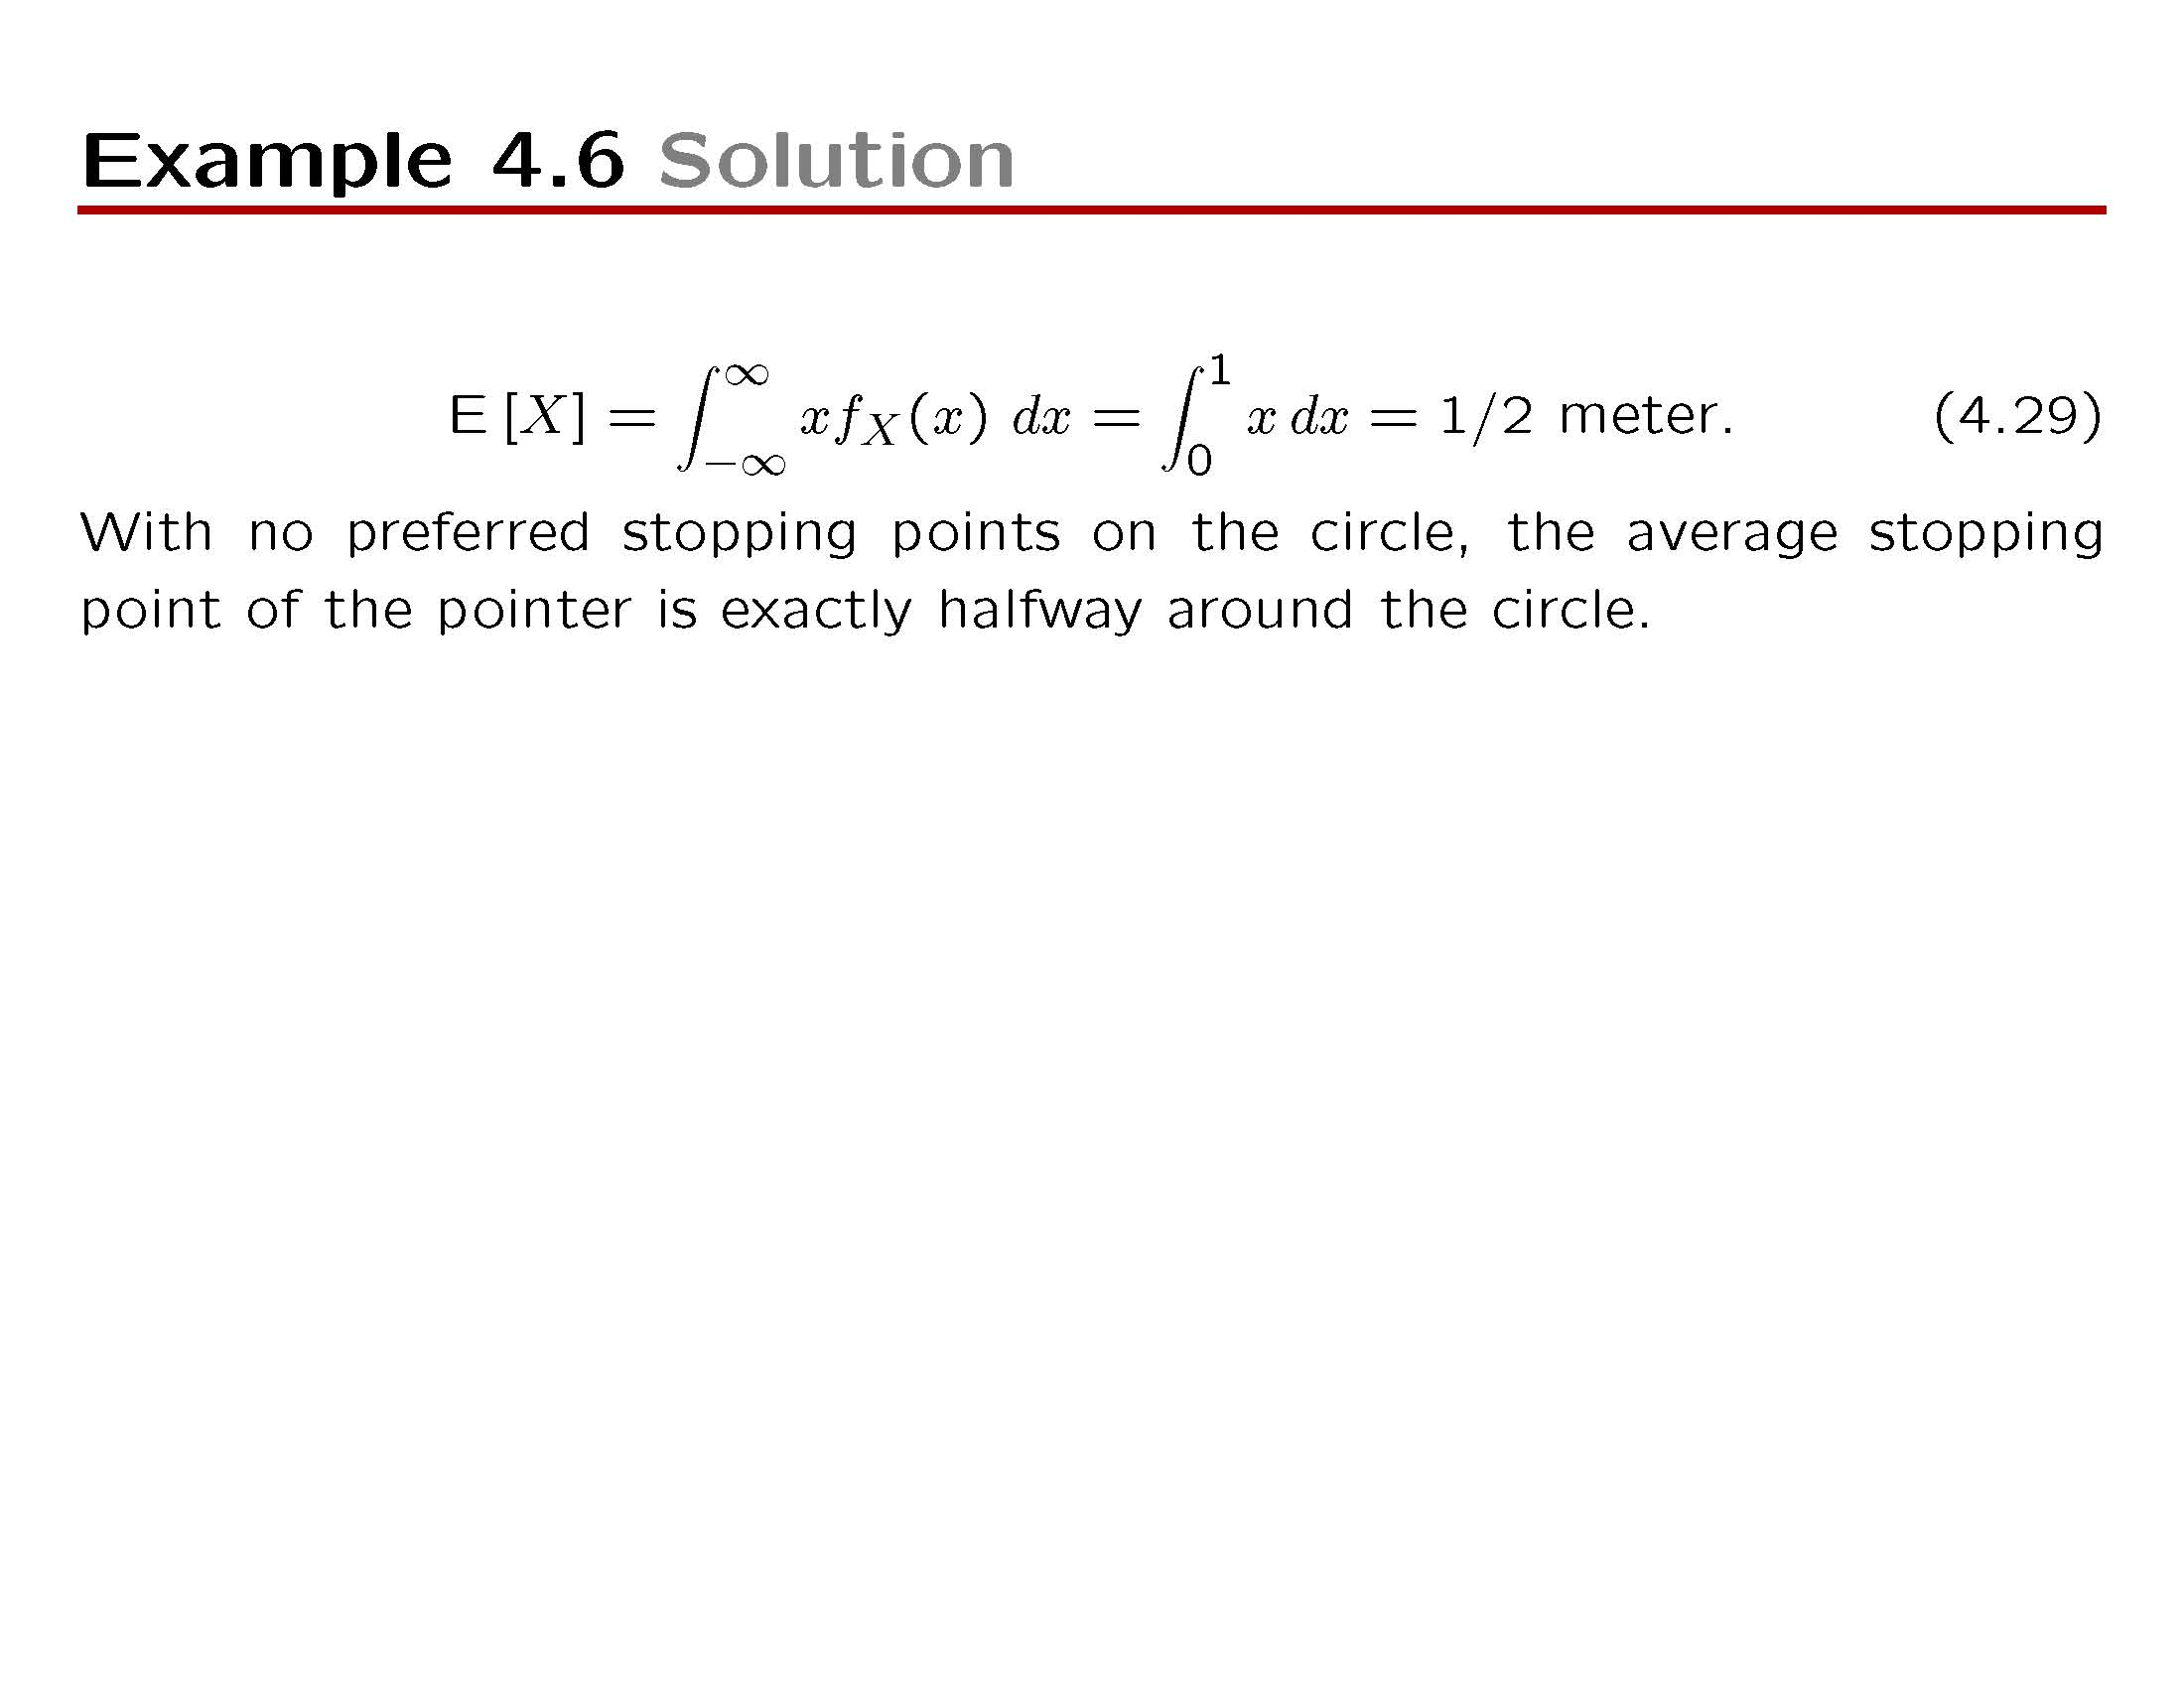 Example 4.6 Solution
E [X] = ∫_{−∞}^{∞} x f_X(x) dx = ∫_0^1 x dx = 1/2 meter. (4.29)
With no preferred stopping points on the circle, the average stopping
point of the pointer is exactly halfway around the circle.